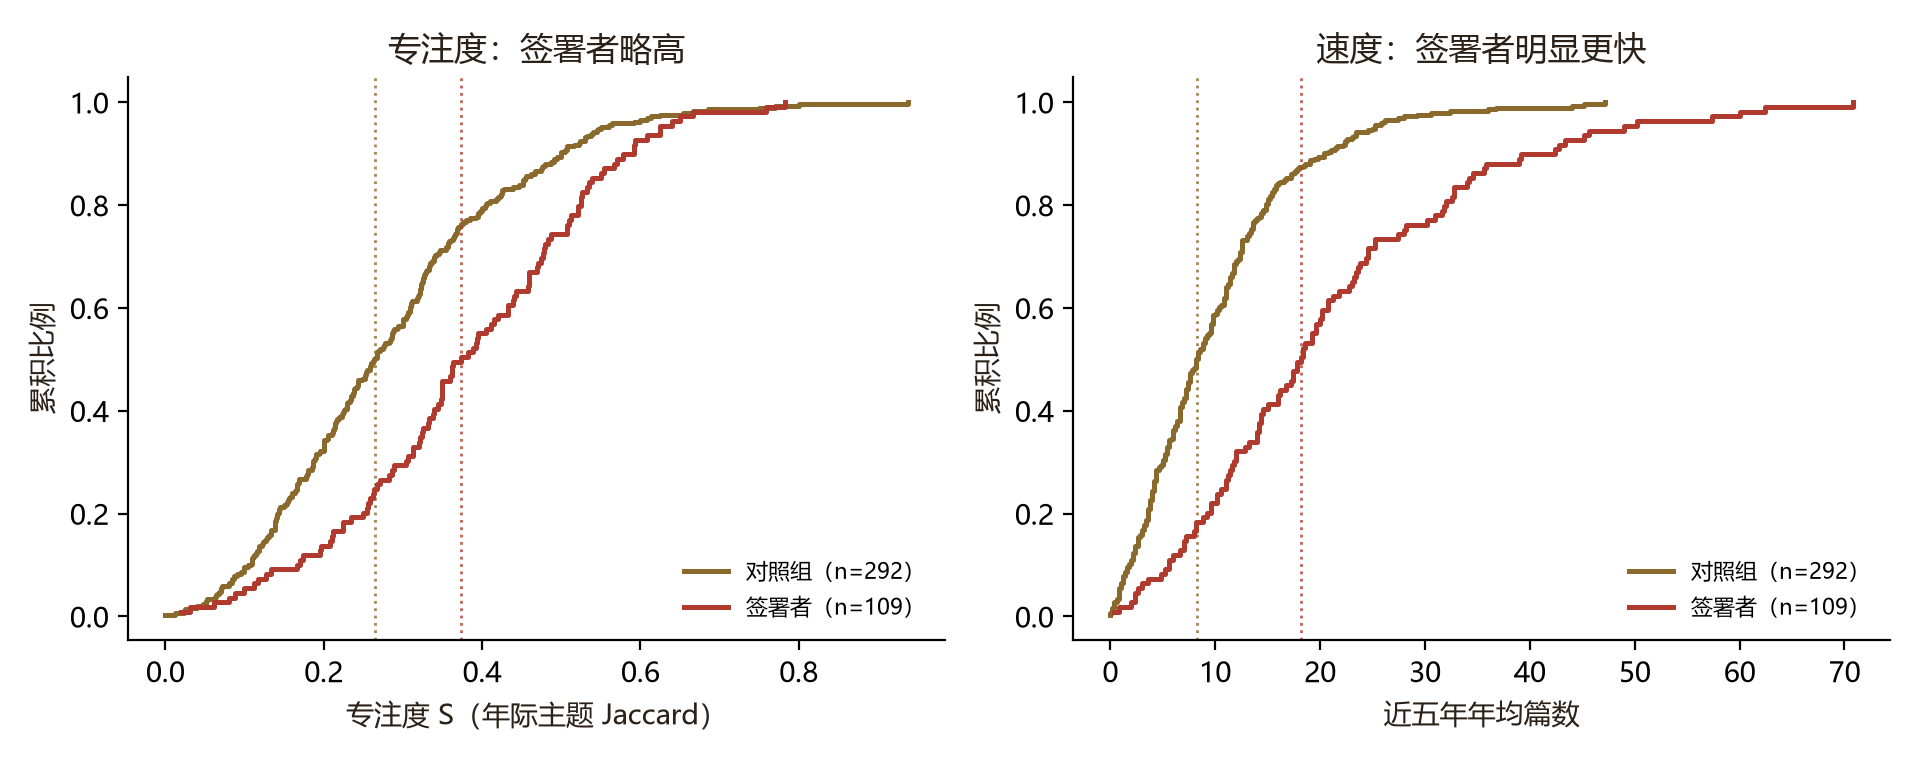 专注度：签署者略高
1.0
0.8
0.6
0.4
0.2
0.0
累积比例
0.0 0.2 0.4 0.6 0.8
专注度 S（年际主题 Jaccard）
对照组（n=292）
签署者（n=109）
速度：签署者明显更快
1.0
0.8
0.6
0.4
0.2
0.0
累积比例
0 10 20 30 40 50 60 70
近五年年均篇数
对照组（n=292）
签署者（n=109）